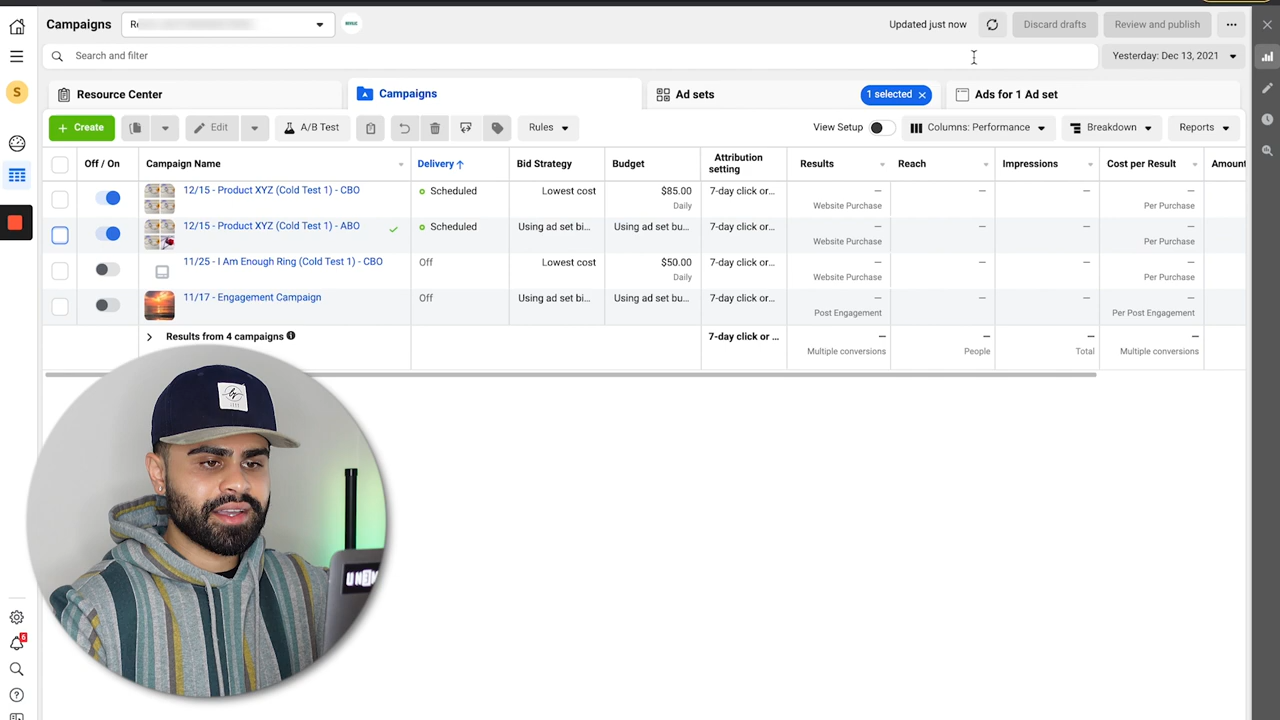 Campaigns
Updated just now
Discard drafts
Review and publish
Search and filter
Yesterday: Dec 13, 2021
S
Resource Center
Campaigns
Ad sets
1 selected
Ads for 1 Ad set
+ Create
Edit
A/B Test
Rules
View Setup
Columns: Performance
Breakdown
Reports
Off / On
Campaign Name
Delivery ↑
Bid Strategy
Budget
Attribution
setting
Results
Reach
Impressions
Cost per Result
Amount
12/15 - Product XYZ (Cold Test 1) - CBO
Scheduled
Lowest cost
$85.00
Daily
7-day click or...
—
Website Purchase
—
—
—
Per Purchase
12/15 - Product XYZ (Cold Test 1) - ABO
Scheduled
Using ad set bi...
Using ad set bu...
7-day click or...
—
Website Purchase
—
—
—
Per Purchase
11/25 - I Am Enough Ring (Cold Test 1) - CBO
Off
Lowest cost
$50.00
Daily
7-day click or...
—
Website Purchase
—
—
—
Per Purchase
11/17 - Engagement Campaign
Off
Using ad set bi...
Using ad set bu...
7-day click or...
—
Post Engagement
—
—
—
Per Post Engagement
Results from 4 campaigns
7-day click or ...
—
Multiple conversions
—
People
—
Total
—
Multiple conversions
6